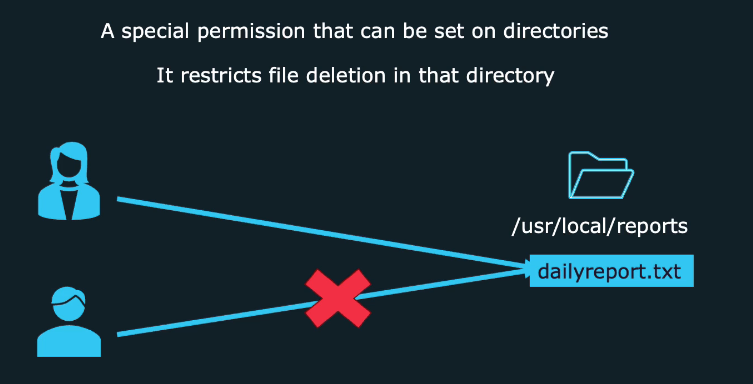 A special permission that can be set on directories
It restricts file deletion in that directory
/usr/local/reports
dailyreport.txt